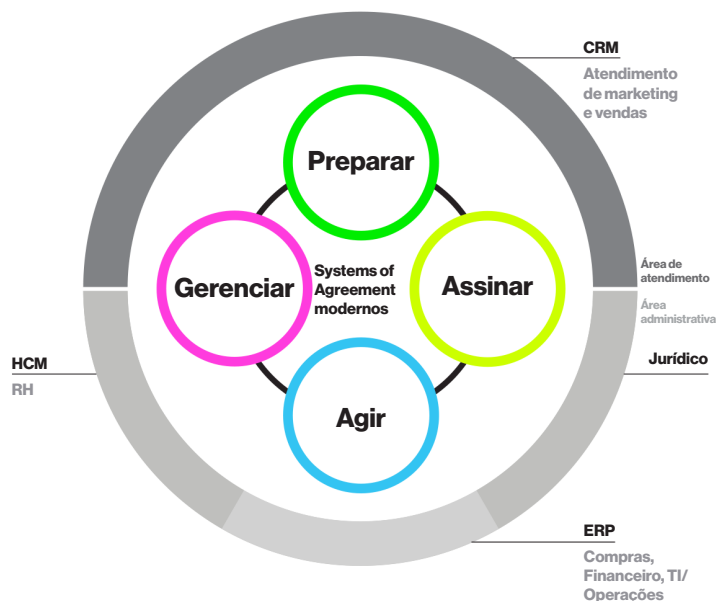 CRM
Atendimento
de marketing
e vendas
Preparar
Gerenciar
Systems of
Agreement
modernos
Assinar
Área de
atendimento
Área
administrativa
HCM
RH
Jurídico
Agir
ERP
Compras,
Financeiro, TI/
Operações